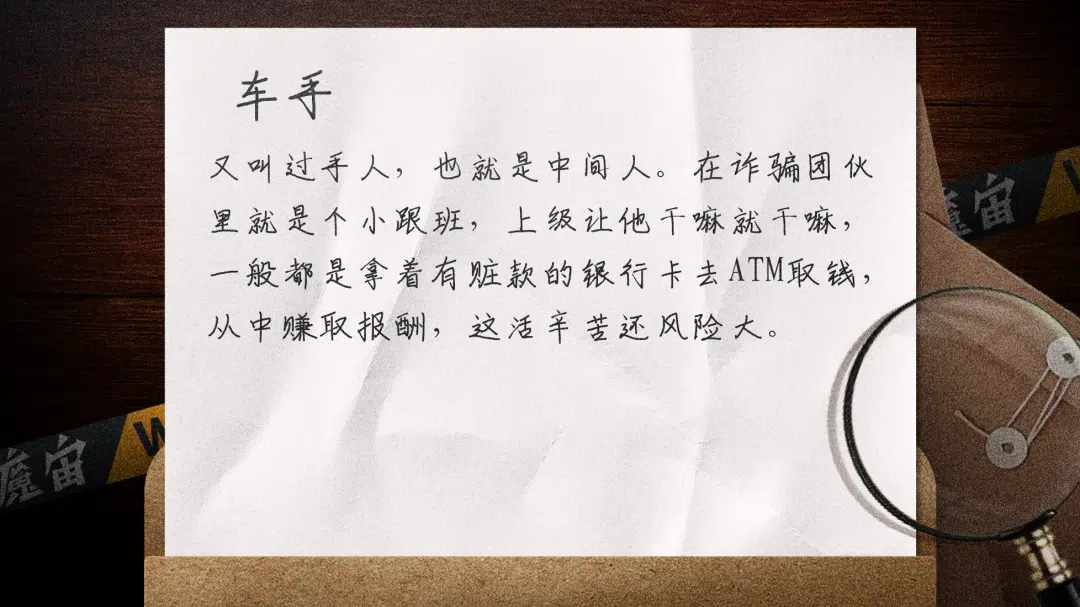 车手
又叫过手人，也就是中间人。在诈骗团伙
里就是个小跟班，上级让他干嘛就干嘛，
一般都是拿着有赃款的银行卡去ATM取钱，
从中赚取报酬，这活辛苦还风险大。
魔宙
W
魔宙
W